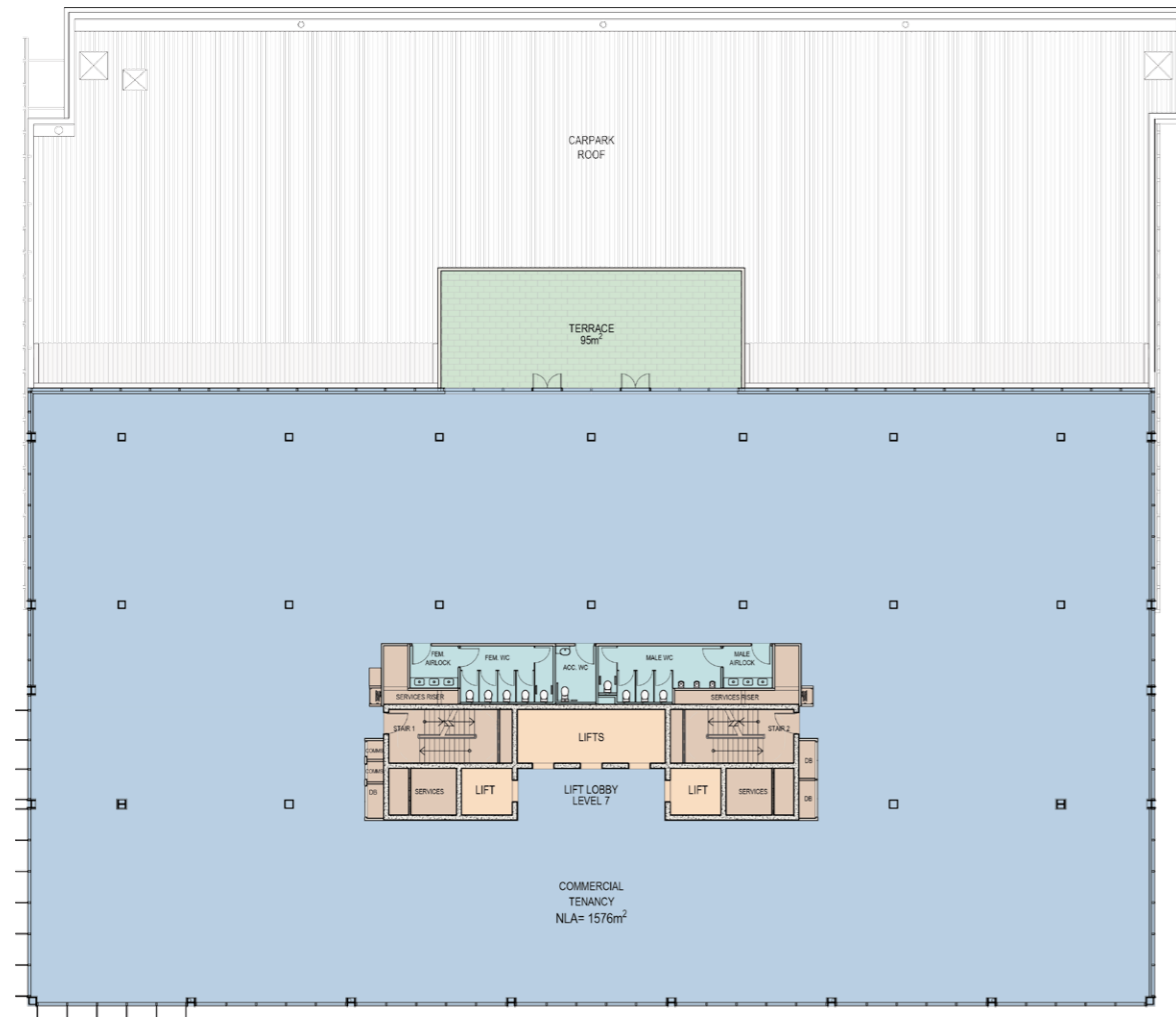 CARPARK
ROOF
TERRACE
95m²
FEM.
AIRLOCK
FEM. WC
ACC. WC
MALE WC
MALE
AIRLOCK
SERVICES RISER
SERVICES RISER
STAIR 1
LIFTS
STAIR 2
COMMS
COMMS
DB
SERVICES
LIFT
LIFT LOBBY
LEVEL 7
LIFT
SERVICES
DB
DB
COMMERCIAL
TENANCY
NLA= 1576m²